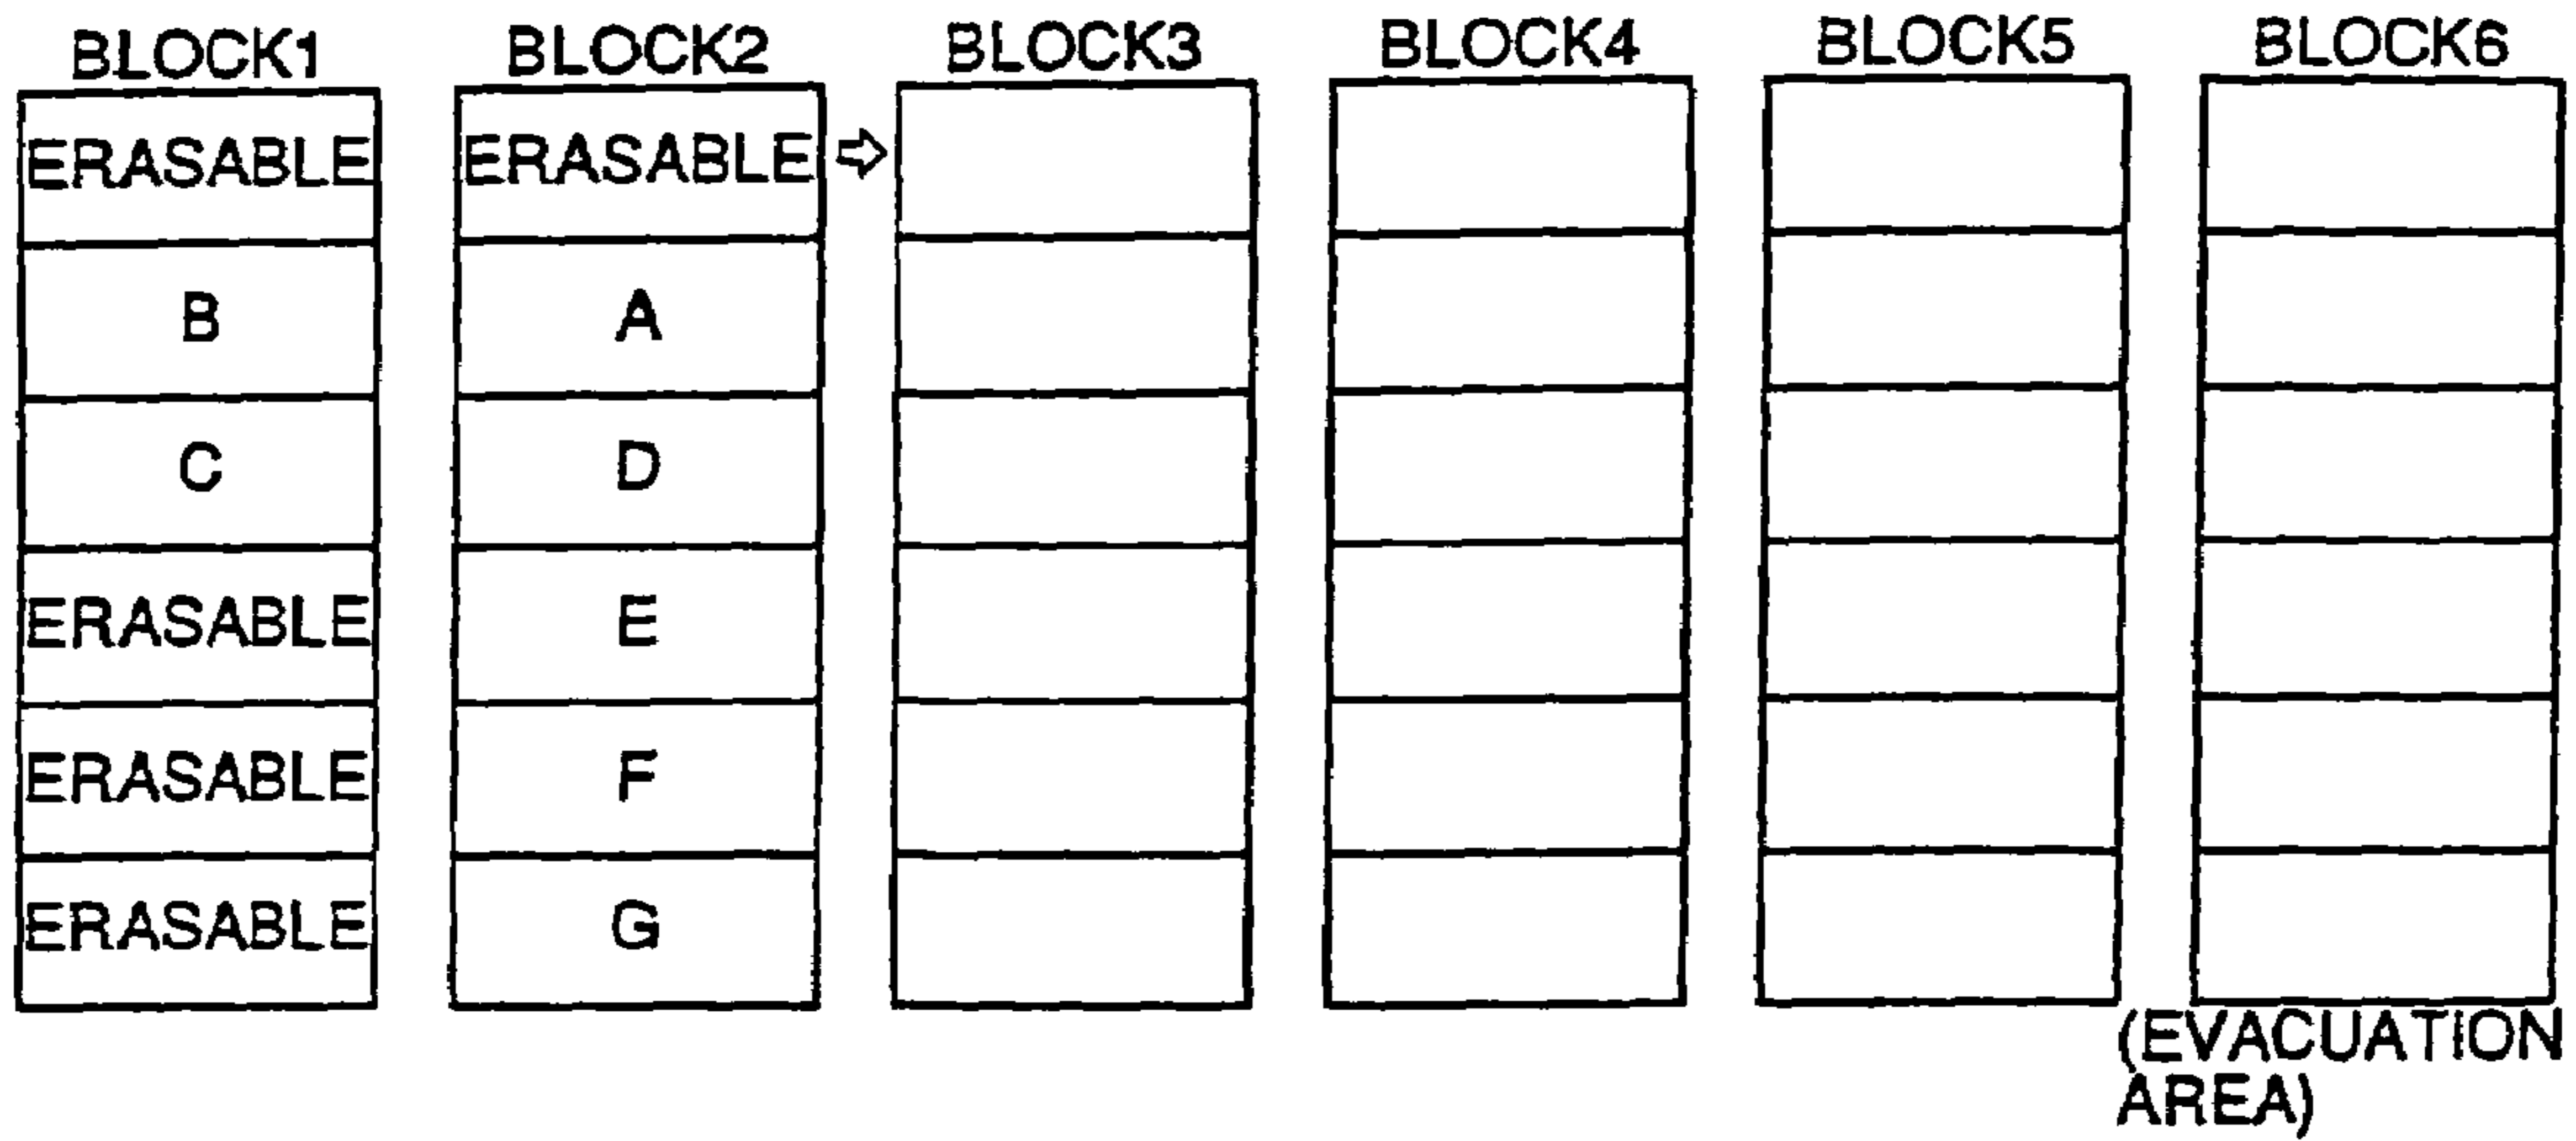 BLOCK1 BLOCK2 BLOCK3 BLOCK4 BLOCK5 BLOCK6
ERASABLE ERASABLE
B A
C D
ERASABLE E
ERASABLE F
ERASABLE G
(EVACUATION
AREA)